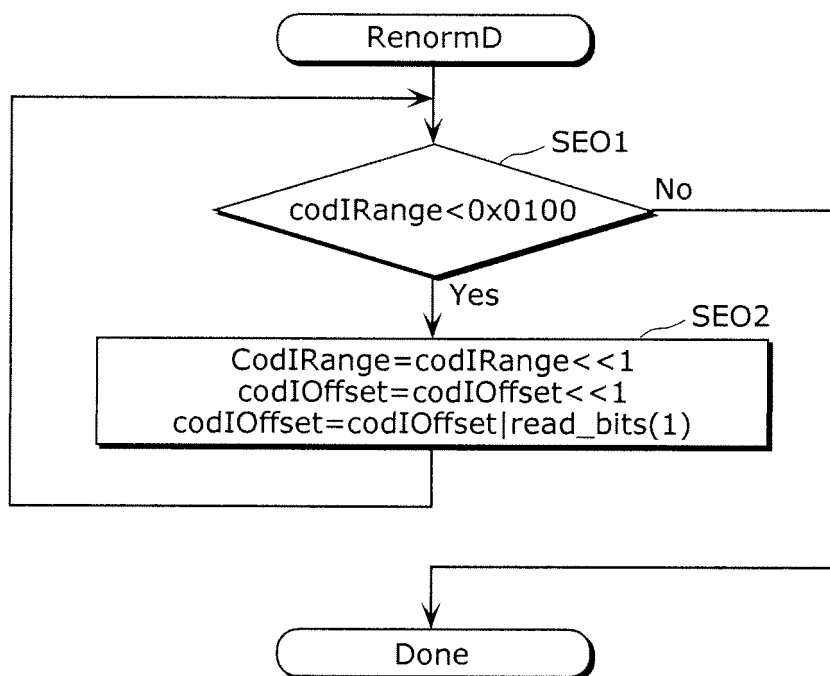 RenormD
SEO1
codIRange<0x0100
No
Yes
SEO2
CodIRange=codIRange<<1
codIOffset=codIOffset<<1
codIOffset=codIOffset|read_bits(1)
Done